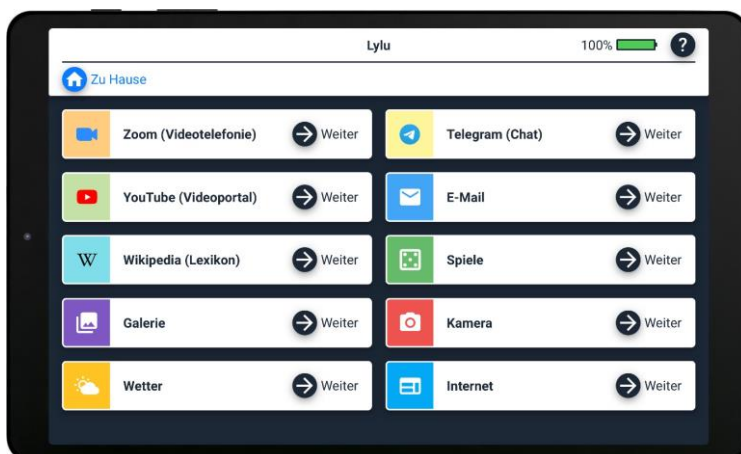 Lylu
100%
?
Zu Hause
Zoom (Videotelefonie) Weiter
Telegram (Chat) Weiter
YouTube (Videoportal) Weiter
E-Mail Weiter
W Wikipedia (Lexikon) Weiter
Spiele Weiter
Galerie Weiter
Kamera Weiter
Wetter Weiter
Internet Weiter